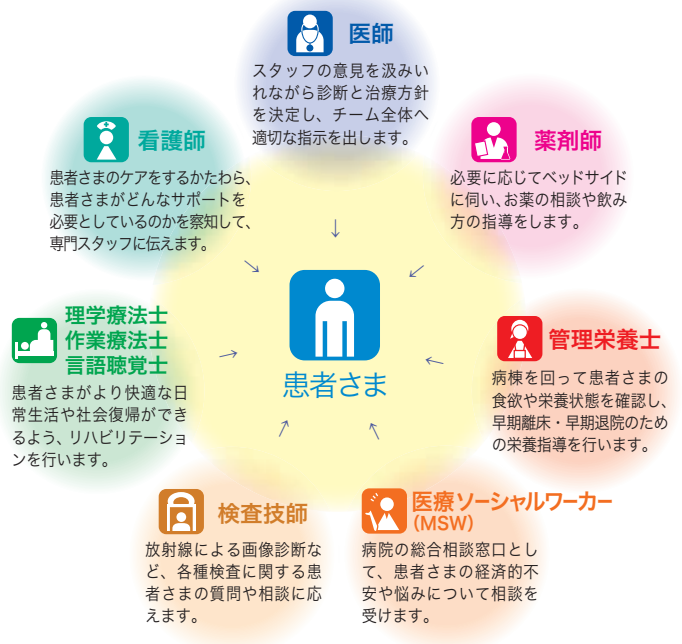 医師
スタッフの意見を汲みい
れながら診断と治療方針
を決定し、チーム全体へ
適切な指示を出します。
看護師
患者さまのケアをするかたわら、
患者さまがどんなサポートを
必要としているのかを察知して、
専門スタッフに伝えます。
薬剤師
必要に応じてベッドサイド
に伺い、お薬の相談や飲み
方の指導をします。
理学療法士
作業療法士
言語聴覚士
患者さまがより快適な日
常生活や社会復帰ができ
るよう、リハビリテーショ
ンを行います。
患者さま
管理栄養士
病棟を回って患者さまの
食欲や栄養状態を確認し、
早期離床・早期退院のため
の栄養指導を行います。
検査技師
放射線による画像診断な
ど、各種検査に関する患
者さまの質問や相談に応
えます。
医療ソーシャルワーカー
(MSW)
病院の総合相談窓口とし
て、患者さまの経済的不
安や悩みについて相談を
受けます。